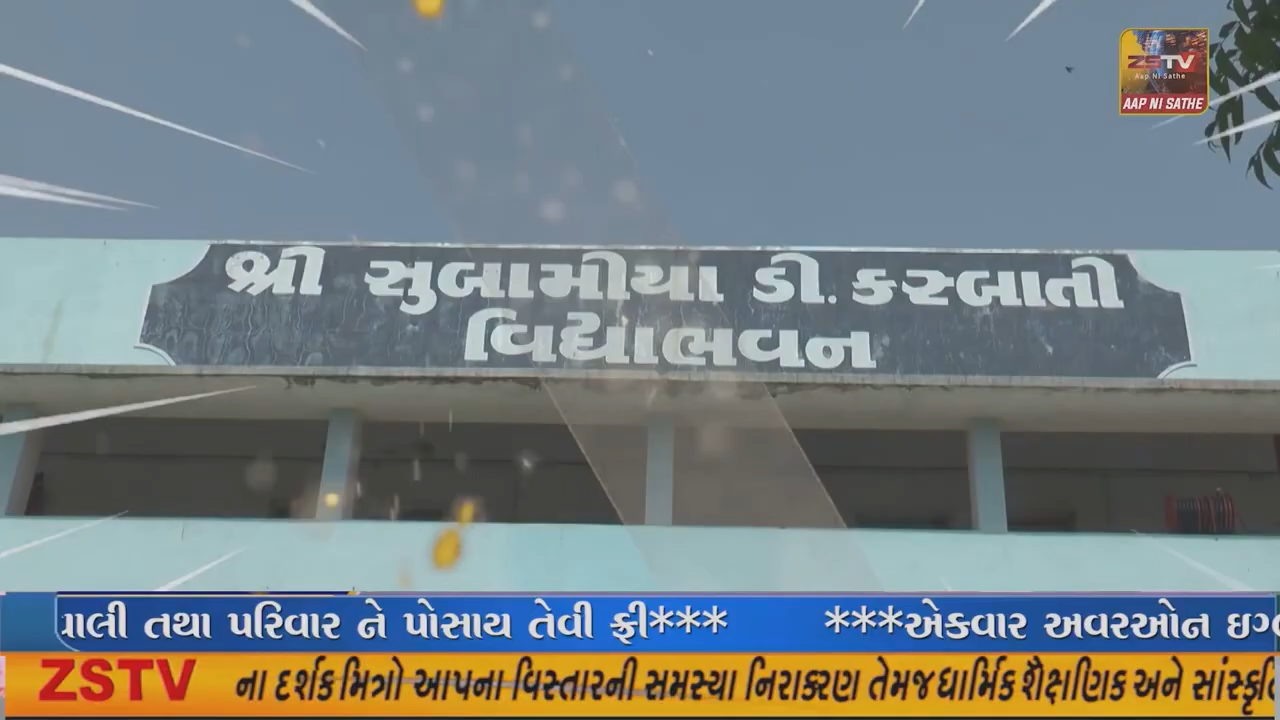 ZSTV
Aap Ni Sathe
AAP NI SATHE
શ્રી સુબામીયા ડી. કરબાતી
વિદ્યાભવન
વાલી તથા પરિવાર ને પોસાય તેવી ફ્રી*** ***એકવાર અવરઓન
ZSTV ના દર્શક મિત્રો આપના વિસ્તારની સમસ્યા નિરાકરણ તેમજ ધાર્મિક શૈક્ષણિક અને